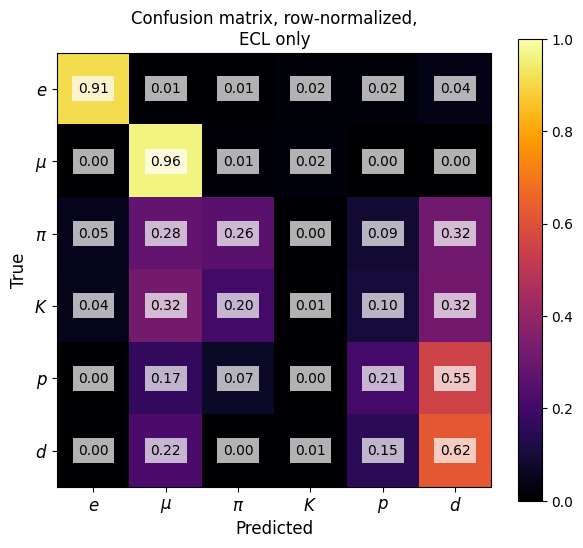 Confusion matrix, row-normalized,
ECL only
True
e 0.91 0.01 0.01 0.02 0.02 0.04
μ 0.00 0.96 0.01 0.02 0.00 0.00
π 0.05 0.28 0.26 0.00 0.09 0.32
K 0.04 0.32 0.20 0.01 0.10 0.32
p 0.00 0.17 0.07 0.00 0.21 0.55
d 0.00 0.22 0.00 0.01 0.15 0.62
e μ π K p d
Predicted
1.0
0.8
0.6
0.4
0.2
0.0